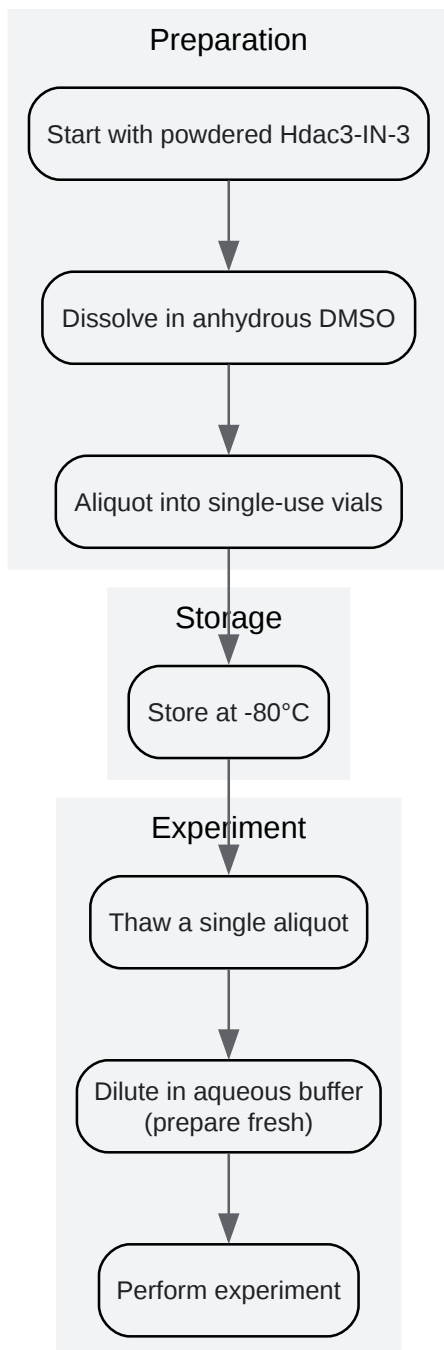 Preparation
Start with powdered Hdac3-IN-3
Dissolve in anhydrous DMSO
Aliquot into single-use vials
Storage
Store at -80°C
Experiment
Thaw a single aliquot
Dilute in aqueous buffer
(prepare fresh)
Perform experiment